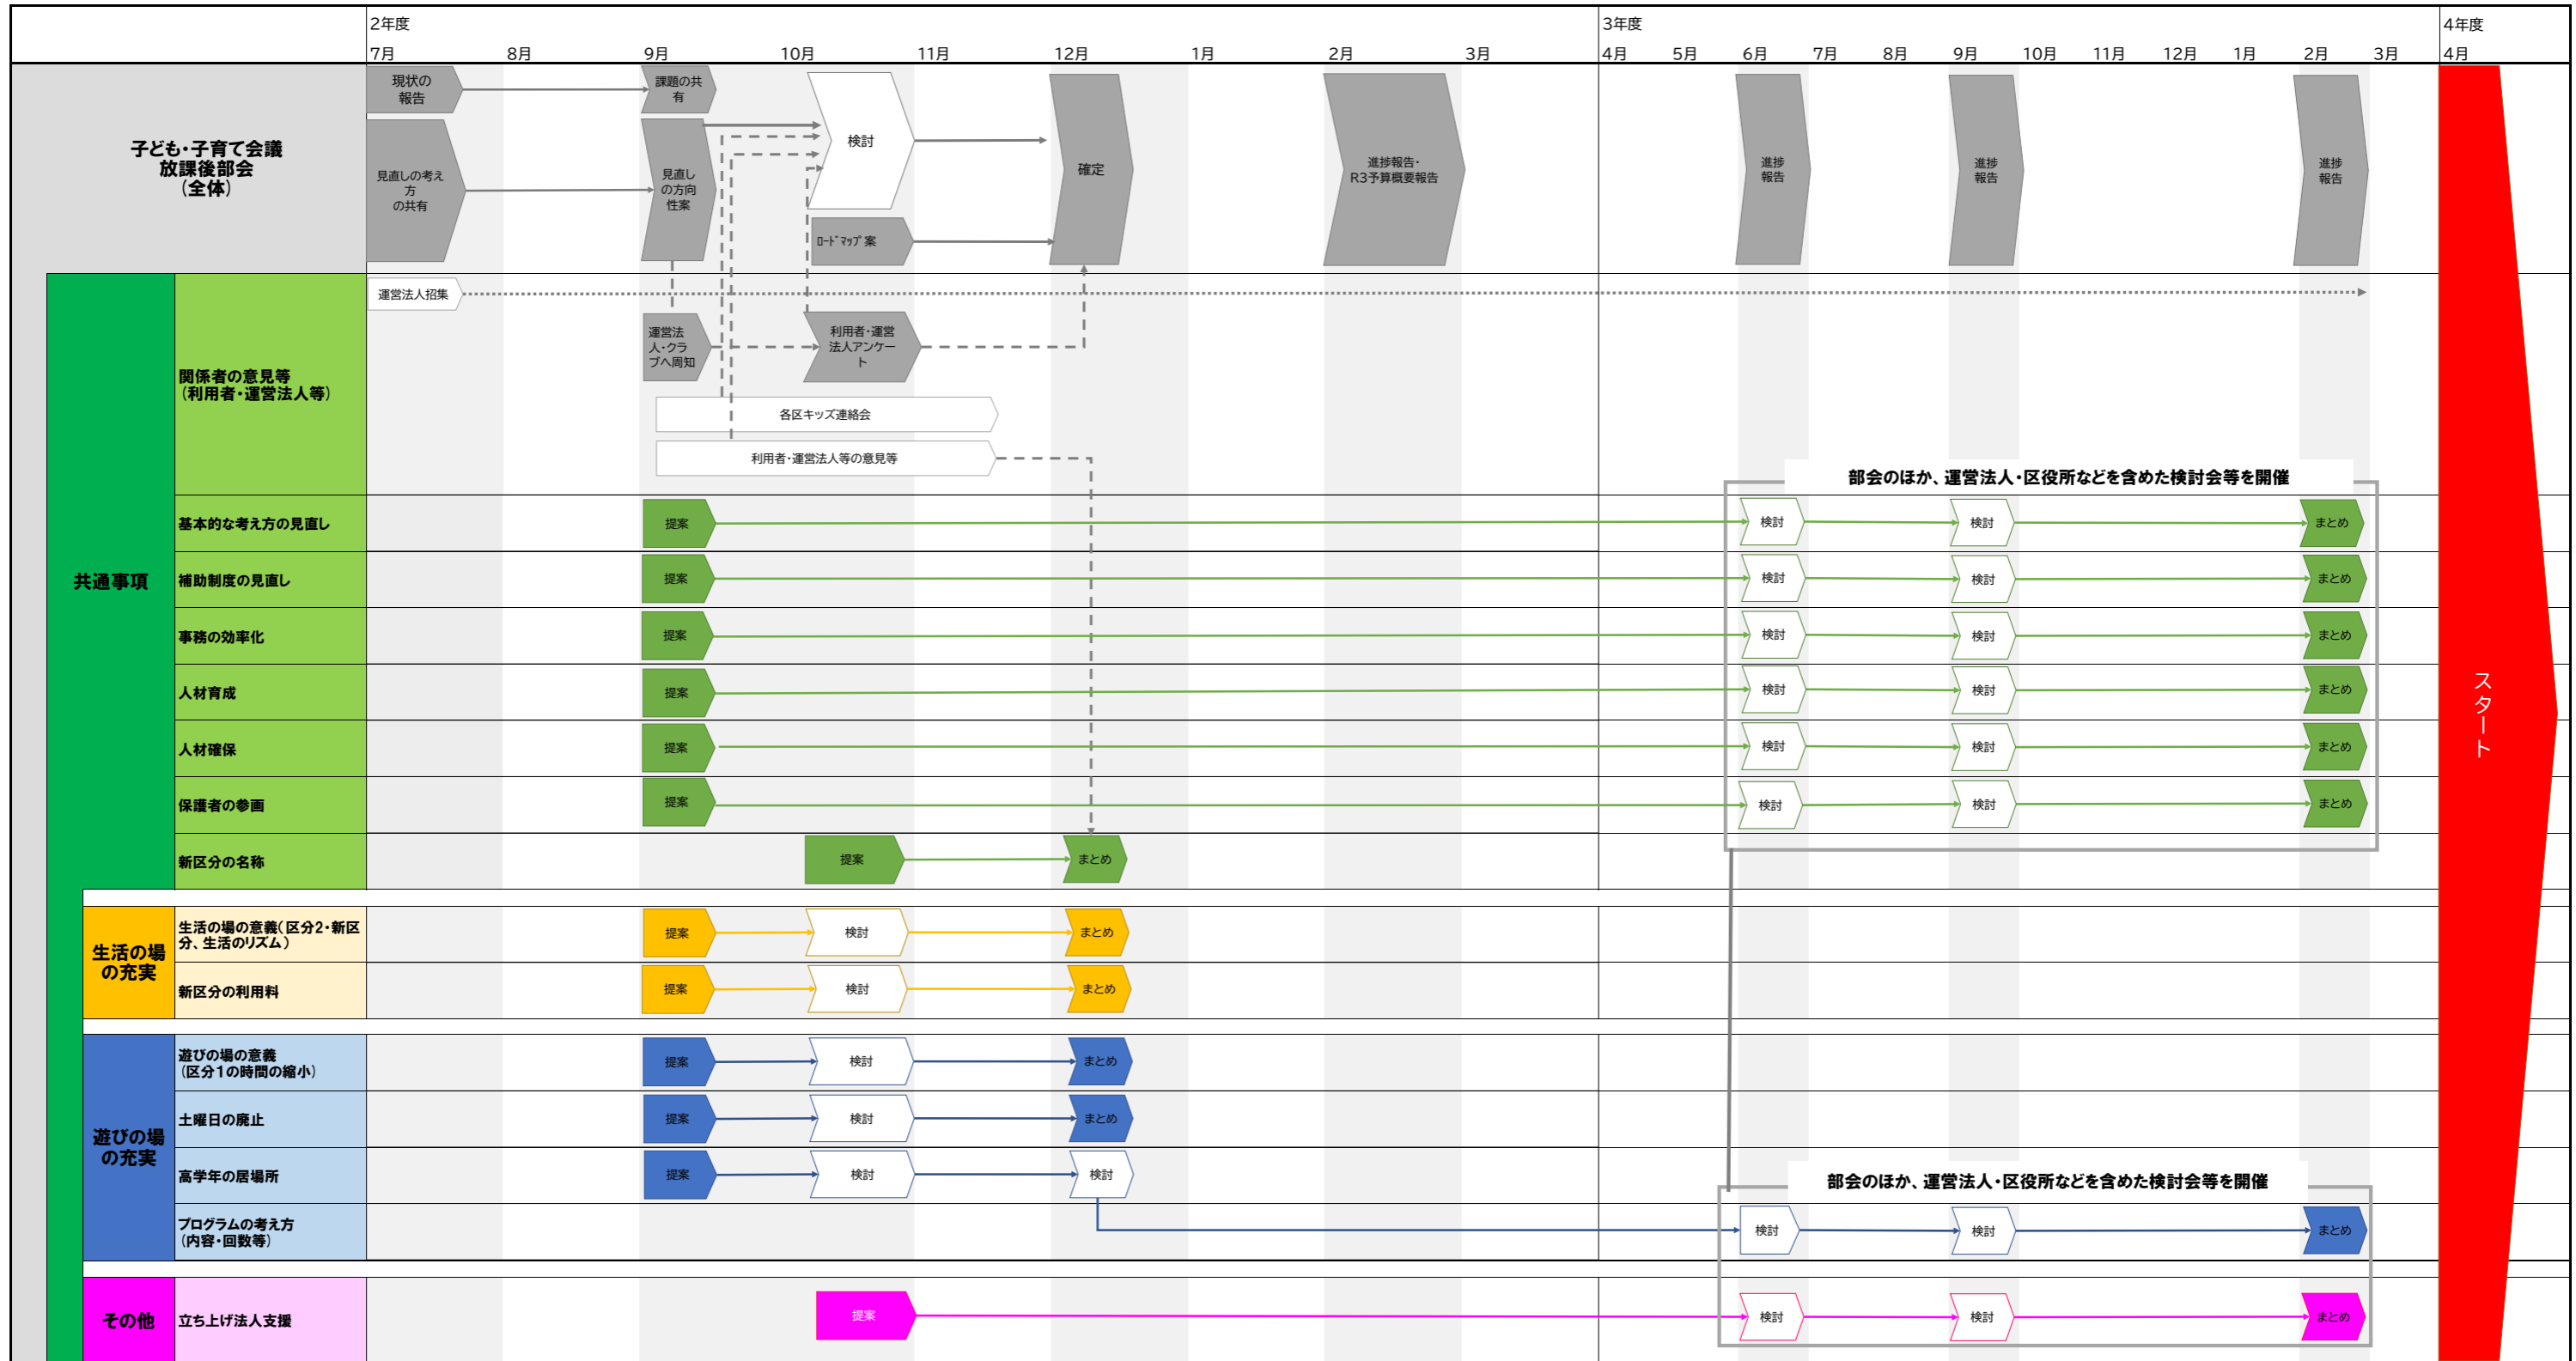 2年度
3年度
4年度
7月
8月
9月
10月
11月
12月
1月
2月
3月
4月
5月
6月
7月
8月
9月
10月
11月
12月
1月
2月
3月
4月
子ども・子育て会議
放課後部会
(全体)
現状の
報告
課題の共
有
見直しの考え
方
の共有
見直し
の方向
性案
検討
ﾛｰﾄﾞﾏｯﾌﾟ案
確定
進捗報告・
R3予算概要報告
進捗
報告
進捗
報告
進捗
報告
共通事項
関係者の意見等
(利用者・運営法人等)
運営法人招集
運営法
人・クラ
ブへ周知
利用者・運営
法人アンケー
ト
各区キッズ連絡会
利用者・運営法人等の意見等
部会のほか、運営法人・区役所などを含めた検討会等を開催
基本的な考え方の見直し
提案
検討
検討
まとめ
補助制度の見直し
提案
検討
検討
まとめ
事務の効率化
提案
検討
検討
まとめ
人材育成
提案
検討
検討
まとめ
人材確保
提案
検討
検討
まとめ
保護者の参画
提案
検討
検討
まとめ
新区分の名称
提案
まとめ
スタート
生活の場
の充実
生活の場の意義(区分2・新区
分、生活のリズム)
提案
検討
まとめ
新区分の利用料
提案
検討
まとめ
遊びの場
の充実
遊びの場の意義
(区分1の時間の縮小)
提案
検討
まとめ
土曜日の廃止
提案
検討
まとめ
高学年の居場所
提案
検討
検討
部会のほか、運営法人・区役所などを含めた検討会等を開催
プログラムの考え方
(内容・回数等)
検討
検討
まとめ
その他
立ち上げ法人支援
提案
検討
検討
まとめ